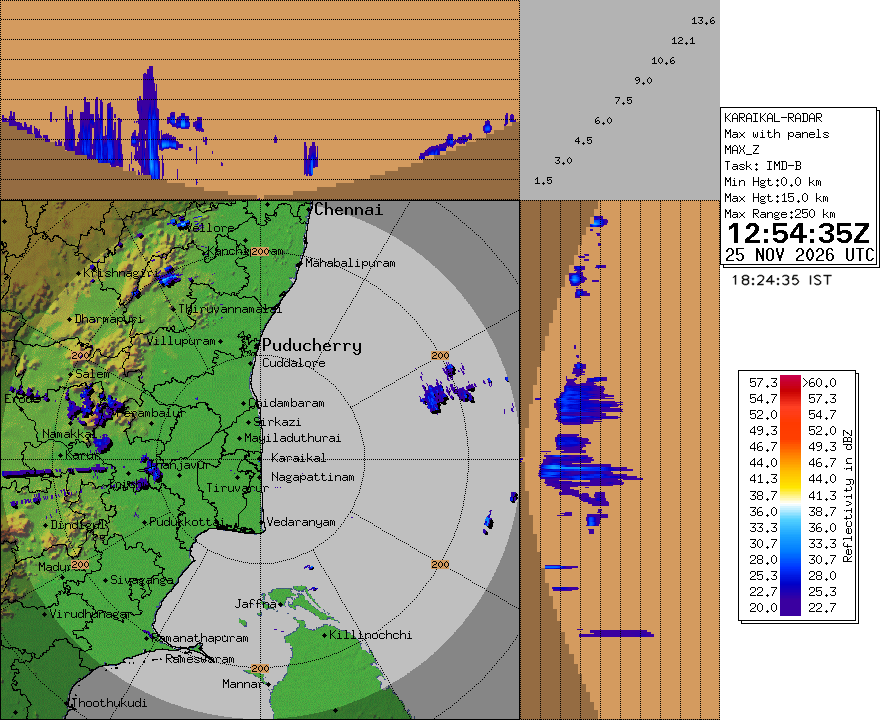 13.6
12.1
10.6
9.0
7.5
6.0
4.5
3.0
1.5
KARAIKAL-RADAR
Max with panels
MAX_Z
Task: IMD-B
Min Hgt:0.0 km
Max Hgt:15.0 km
Max Range:250 km
12:54:35Z
25 NOV 2026 UTC
18:24:35 IST
Chennai
Vellore
200
Mahabalipuram
Krishnagiri
Thiruvannamalai
Dharmapuri
Villupuram
Puducherry
200
200
Cuddalore
Salem
Erode
Chidambaram
Perambalur
Sirkazi
Namakkal
Mayiladuthurai
Karur
Karaikal
Thanjavur
Nagapattinam
Tiruvarur
Dindigul
Pudukkottai
Vedaranyam
200
200
Madurai
Sivaganga
Jaffna
Virudhunagar
Ramanathapuram
Killinochchi
Rameswaram
200
Mannar
Thoothukudi
57.3 >60.0
54.7 57.3
52.0 54.7
49.3 52.0
46.7 49.3
44.0 46.7
41.3 44.0
38.7 41.3
36.0 38.7
33.3 36.0
30.7 33.3
28.0 30.7
25.3 28.0
22.7 25.3
20.0 22.7
Reflectivity in dBZ